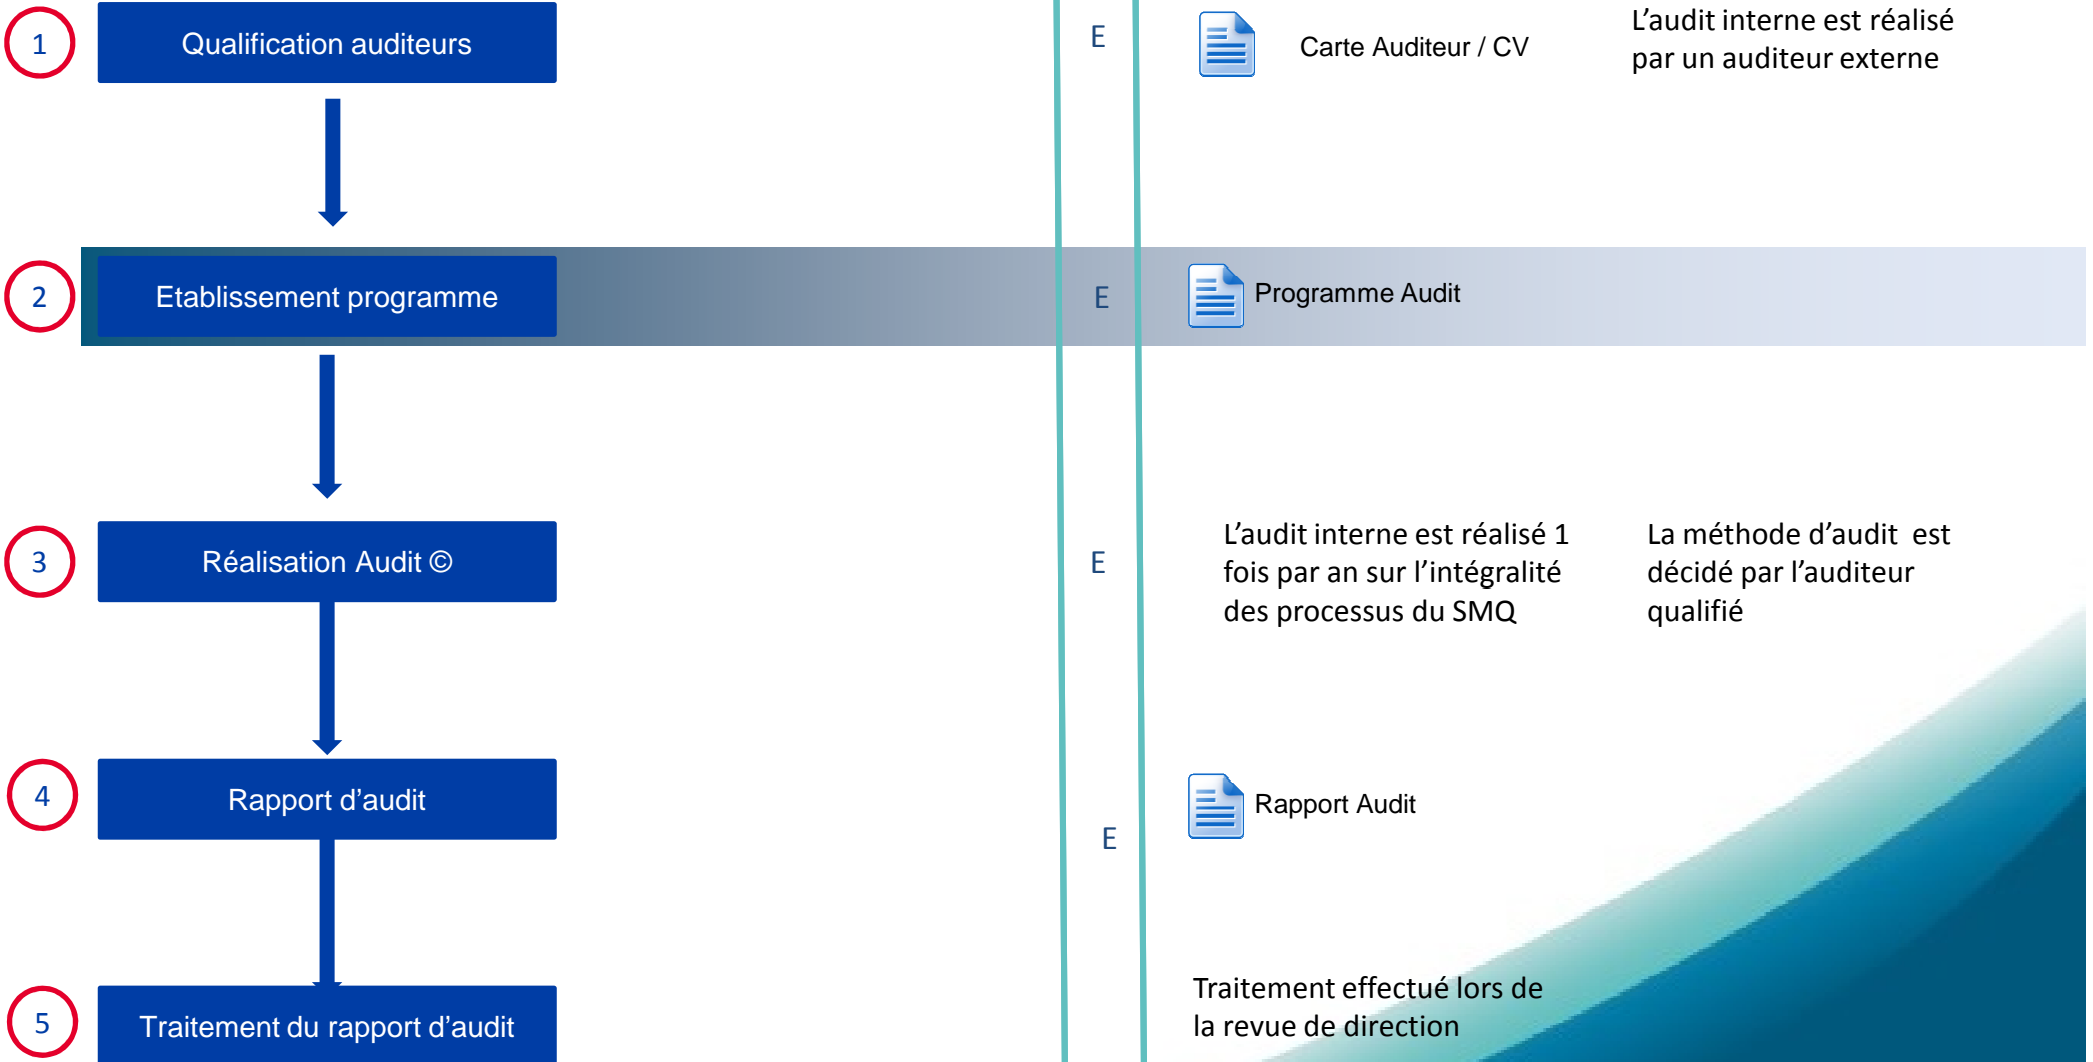 1
Qualification auditeurs
E
Carte Auditeur / CV
L’audit interne est réalisé
par un auditeur externe
2
Etablissement programme
E
Programme Audit
3
Réalisation Audit ©
E
L’audit interne est réalisé 1
fois par an sur l’intégralité
des processus du SMQ
La méthode d’audit  est
décidé par l’auditeur
qualifié
4
Rapport d’audit
E
Rapport Audit
5
Traitement du rapport d’audit
Traitement effectué lors de
la revue de direction